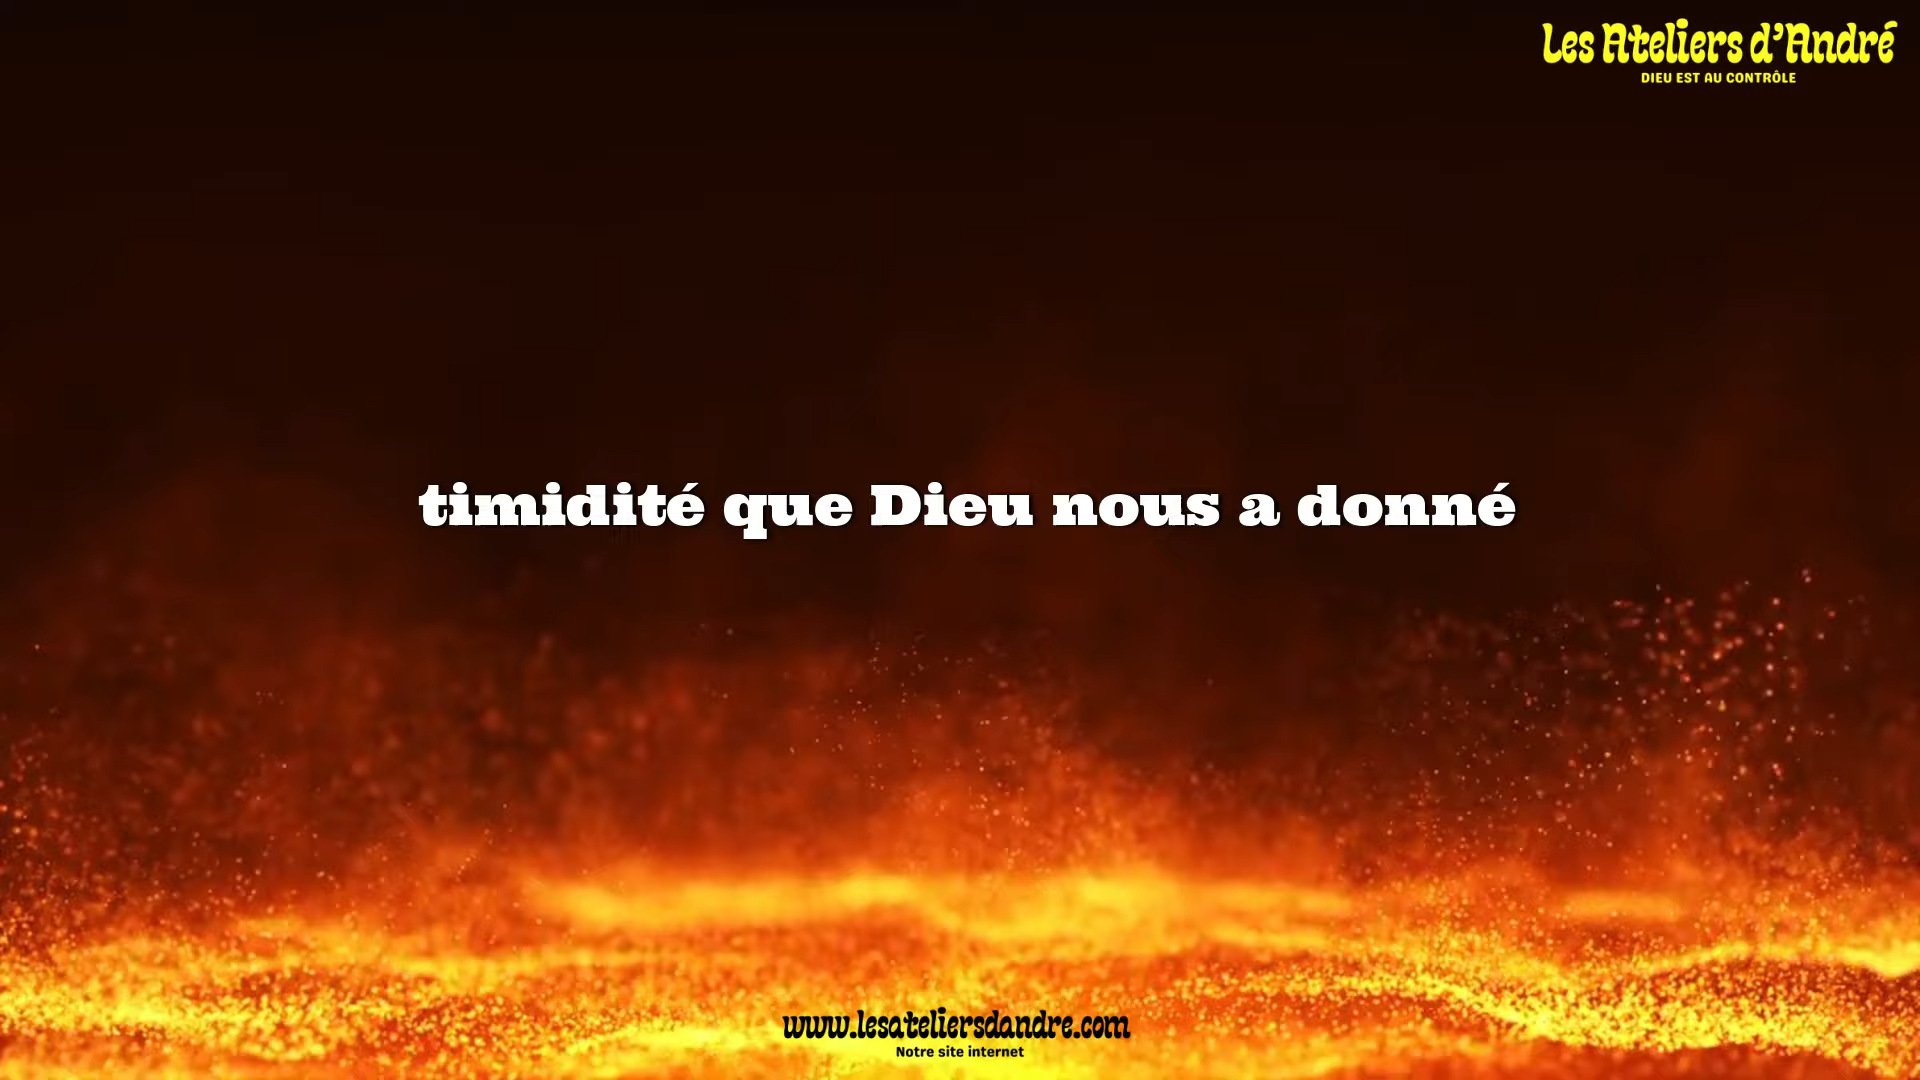 Les Ateliers d'André
DIEU EST AU CONTRÔLE
timidité que Dieu nous a donné
www.lesateliersdandre.com
Notre site internet